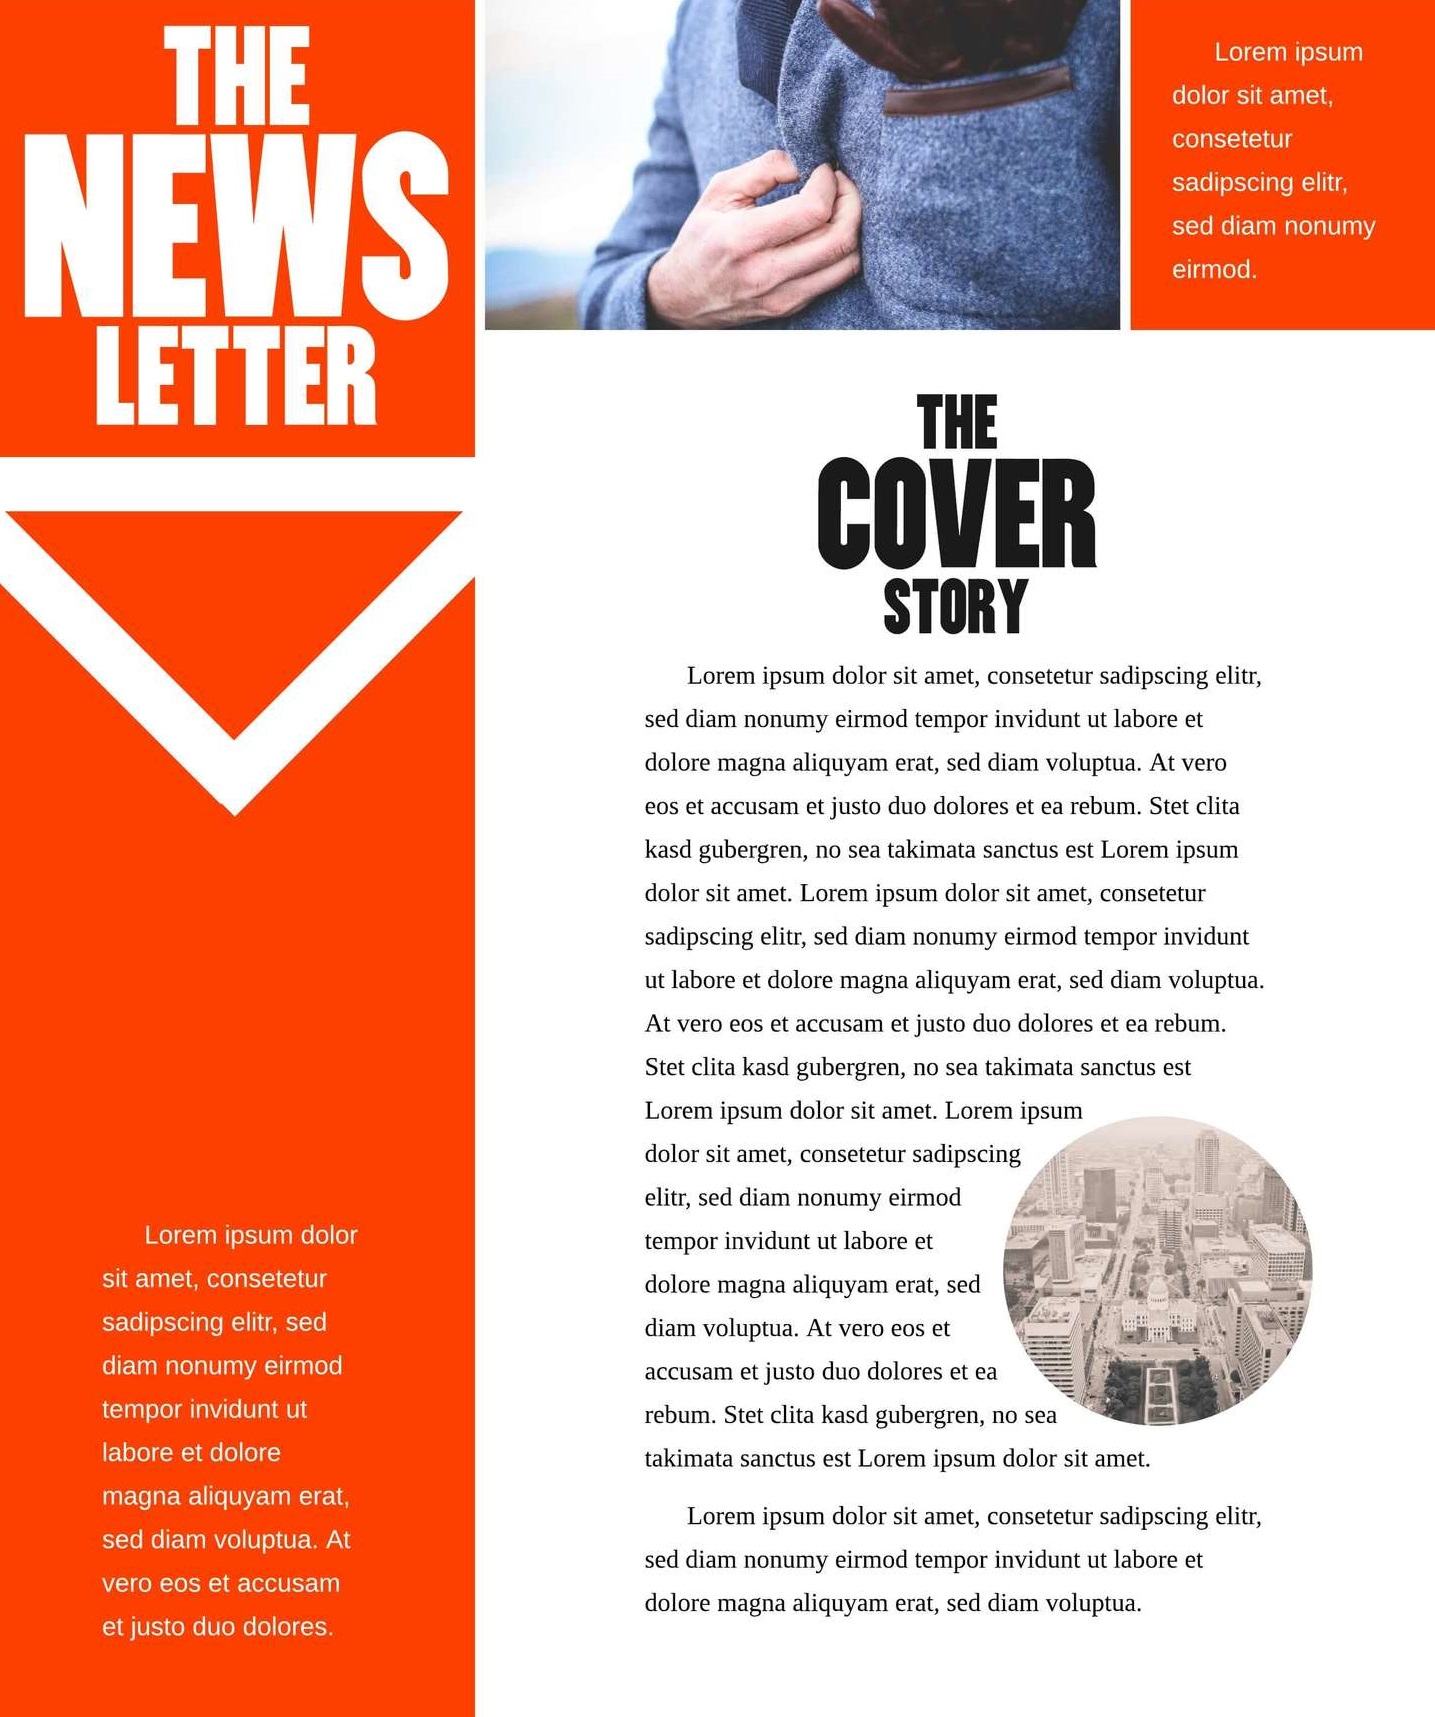 THE
NEWS
LETTER
Lorem ipsum
dolor sit amet,
consetetur
sadipscing elitr,
sed diam nonumy
eirmod.
THE
COVER
STORY
Lorem ipsum dolor sit amet, consetetur sadipscing elitr,
sed diam nonumy eirmod tempor invidunt ut labore et
dolore magna aliquyam erat, sed diam voluptua. At vero
eos et accusam et justo duo dolores et ea rebum. Stet clita
kasd gubergren, no sea takimata sanctus est Lorem ipsum
dolor sit amet. Lorem ipsum dolor sit amet, consetetur
sadipscing elitr, sed diam nonumy eirmod tempor invidunt
ut labore et dolore magna aliquyam erat, sed diam voluptua.
At vero eos et accusam et justo duo dolores et ea rebum.
Stet clita kasd gubergren, no sea takimata sanctus est
Lorem ipsum dolor sit amet. Lorem ipsum
dolor sit amet, consetetur sadipscing
elitr, sed diam nonumy eirmod
tempor invidunt ut labore et
dolore magna aliquyam erat, sed
diam voluptua. At vero eos et
accusam et justo duo dolores et ea
rebum. Stet clita kasd gubergren, no sea
takimata sanctus est Lorem ipsum dolor sit amet.
Lorem ipsum dolor sit amet, consetetur sadipscing elitr,
sed diam nonumy eirmod tempor invidunt ut labore et
dolore magna aliquyam erat, sed diam voluptua.
Lorem ipsum dolor
sit amet, consetetur
sadipscing elitr, sed
diam nonumy eirmod
tempor invidunt ut
labore et dolore
magna aliquyam erat,
sed diam voluptua. At
vero eos et accusam
et justo duo dolores.